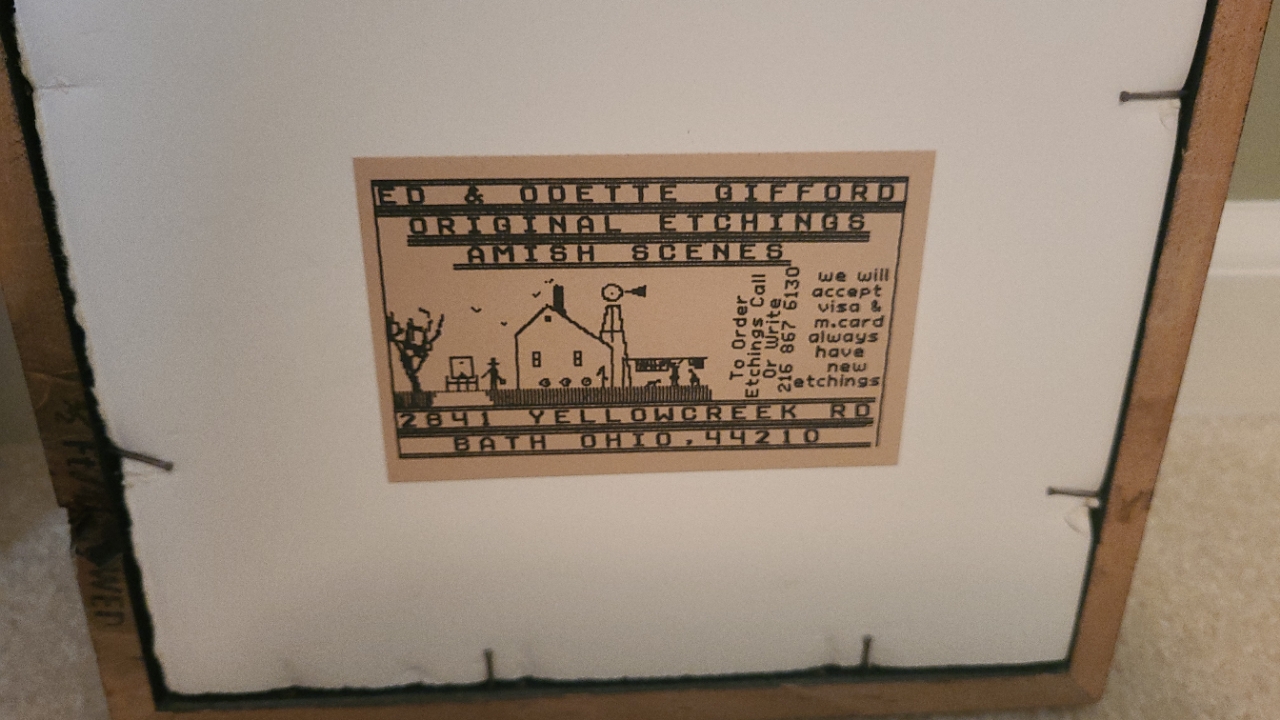 ED & ODETTE GIFFORD
ORIGINAL ETCHINGS
AMISH SCENES
To Order
Etchings Call
Or Write
216 867 6130
we will
accept
visa &
m.card
always
have
new
etchings
2841 YELLOWCREEK RD
BATH OHIO,44210